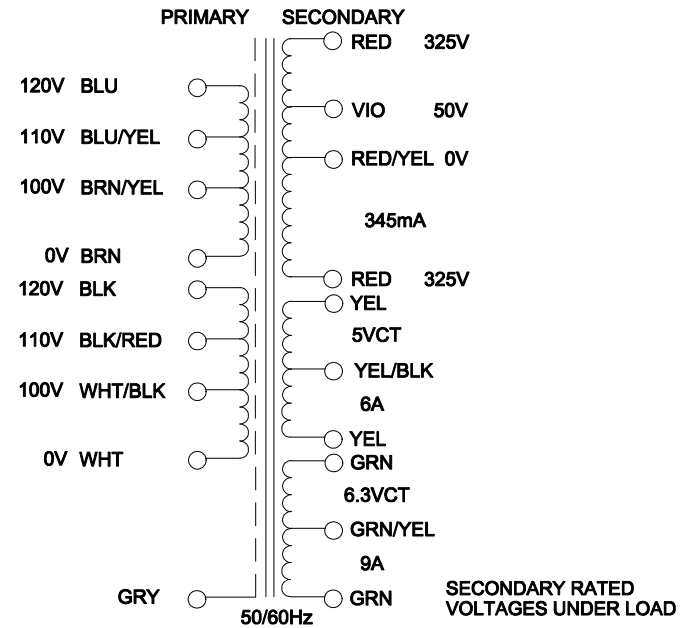 PRIMARY SECONDARY
RED 325V
120V BLU
VIO 50V
110V BLU/YEL
RED/YEL 0V
100V BRN/YEL
345mA
0V BRN
RED 325V
120V BLK
YEL
5VCT
110V BLK/RED
YEL/BLK
100V WHT/BLK
6A
YEL
0V WHT
GRN
6.3VCT
GRN/YEL
9A
GRY
GRN
SECONDARY RATED
VOLTAGES UNDER LOAD
50/60Hz